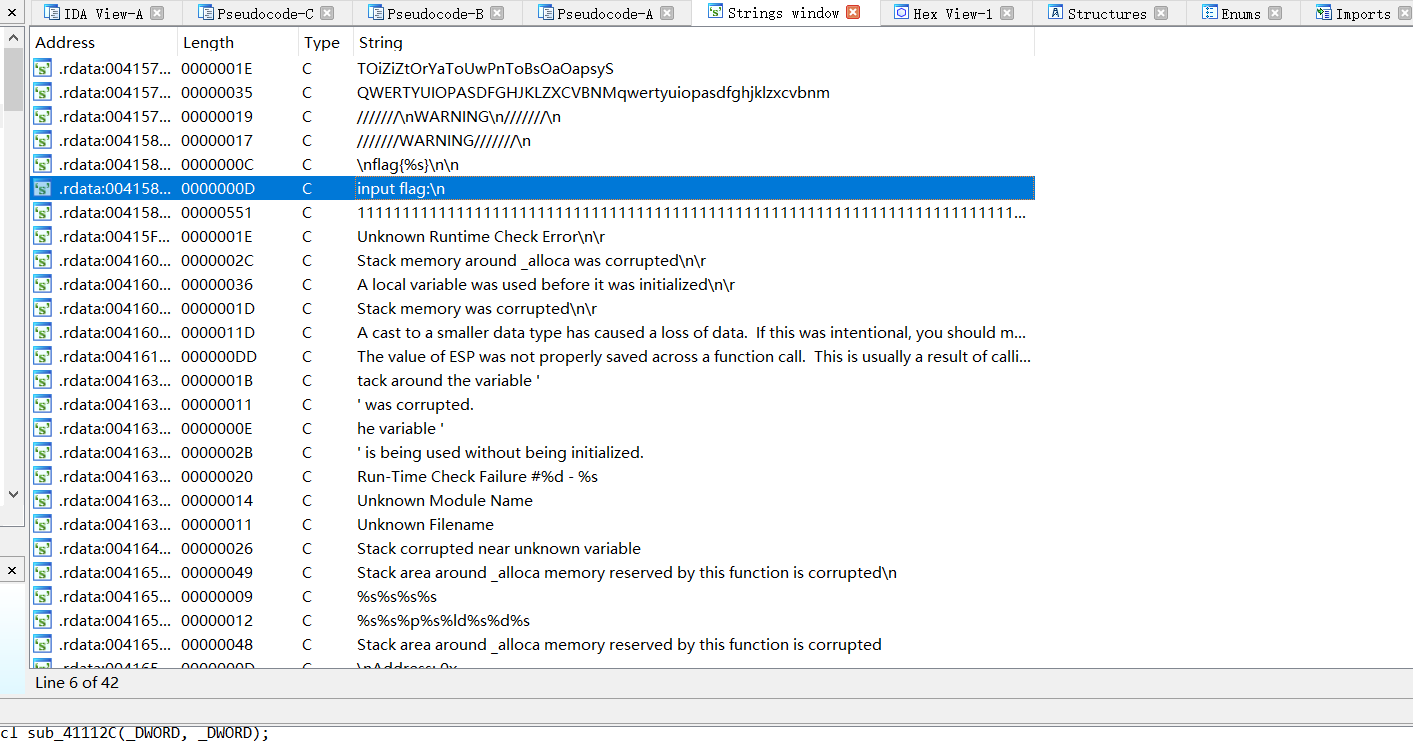 IDA View-A Pseudocode-C Pseudocode-B Pseudocode-A Strings window Hex View-1 Structures Enums Imports
Address Length Type String
.rdata:004157... 0000001E C TOiZiZtOrYaToUwPnToBsOaOapsyS
.rdata:004157... 00000035 C QWERTYUIOPASDFGHJKLZXCVBNMqwertyuiopasdfghjklzxcvbnm
.rdata:004157... 00000019 C ///////\nWARNING\n///////\n
.rdata:004158... 00000017 C ///////WARNING///////\n
.rdata:004158... 0000000C C \nflag{%s}\n\n
.rdata:004158... 0000000D C input flag:\n
.rdata:004158... 00000551 C 1111111111111111111111111111111111111111111111111111111111111111111111111...
.rdata:00415F... 0000001E C Unknown Runtime Check Error\n\r
.rdata:004160... 0000002C C Stack memory around _alloca was corrupted\n\r
.rdata:004160... 00000036 C A local variable was used before it was initialized\n\r
.rdata:004160... 0000001D C Stack memory was corrupted\n\r
.rdata:004160... 0000011D C A cast to a smaller data type has caused a loss of data.  If this was intentional, you should m...
.rdata:004161... 000000DD C The value of ESP was not properly saved across a function call.  This is usually a result of calli...
.rdata:004163... 0000001B C tack around the variable '
.rdata:004163... 00000011 C ' was corrupted.
.rdata:004163... 0000000E C he variable '
.rdata:004163... 0000002B C ' is being used without being initialized.
.rdata:004163... 00000020 C Run-Time Check Failure #%d - %s
.rdata:004163... 00000014 C Unknown Module Name
.rdata:004163... 00000011 C Unknown Filename
.rdata:004164... 00000026 C Stack corrupted near unknown variable
.rdata:004165... 00000049 C Stack area around _alloca memory reserved by this function is corrupted\n
.rdata:004165... 00000009 C %s%s%s%s
.rdata:004165... 00000012 C %s%s%p%s%ld%s%d%s
.rdata:004165... 00000048 C Stack area around _alloca memory reserved by this function is corrupted
.rdata:004165... 0000000D C \nAddress: 0x
Line 6 of 42
cl sub_41112C(_DWORD, _DWORD);